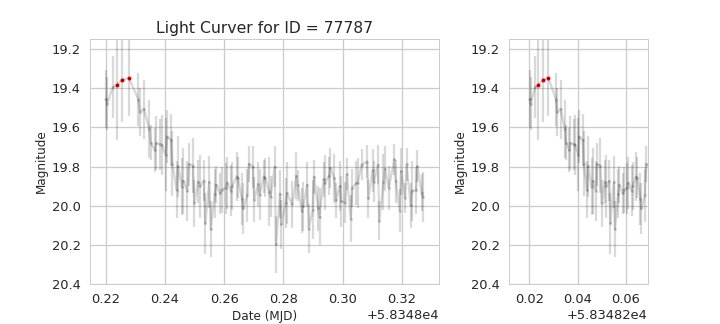 Light Curver for ID = 77787
Magnitude
19.2
19.4
19.6
19.8
20.0
20.2
20.4
0.22 0.24 0.26 0.28 0.30 0.32
Date (MJD)
+5.8348e4
Magnitude
19.2
19.4
19.6
19.8
20.0
20.2
20.4
0.02 0.04 0.06
+5.83482e4